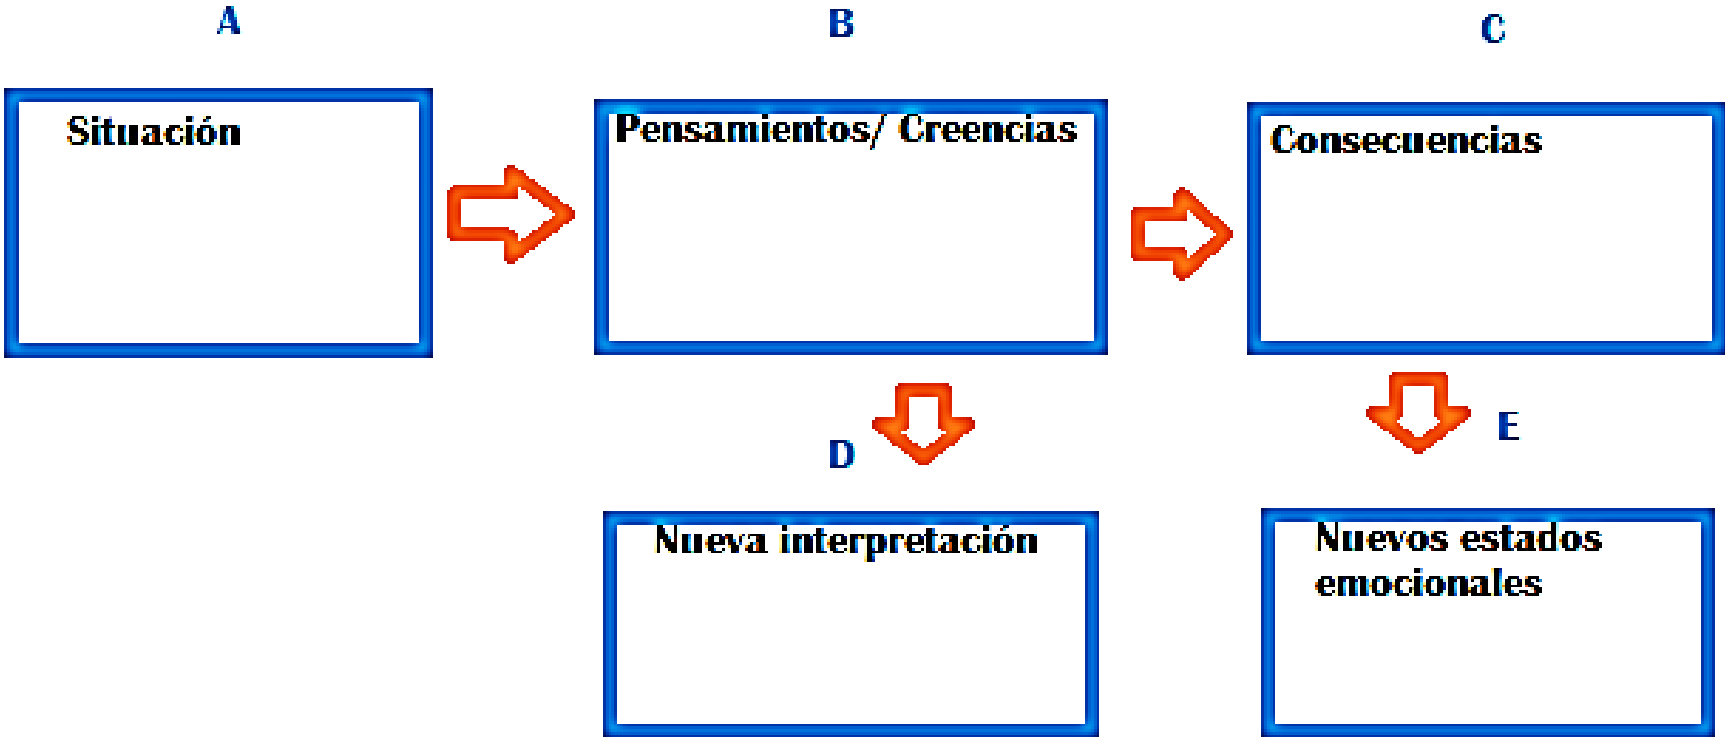 A
B
C
Situación
Pensamientos/ Creencias
Consecuencias
D
E
Nueva interpretación
Nuevos estados
emocionales